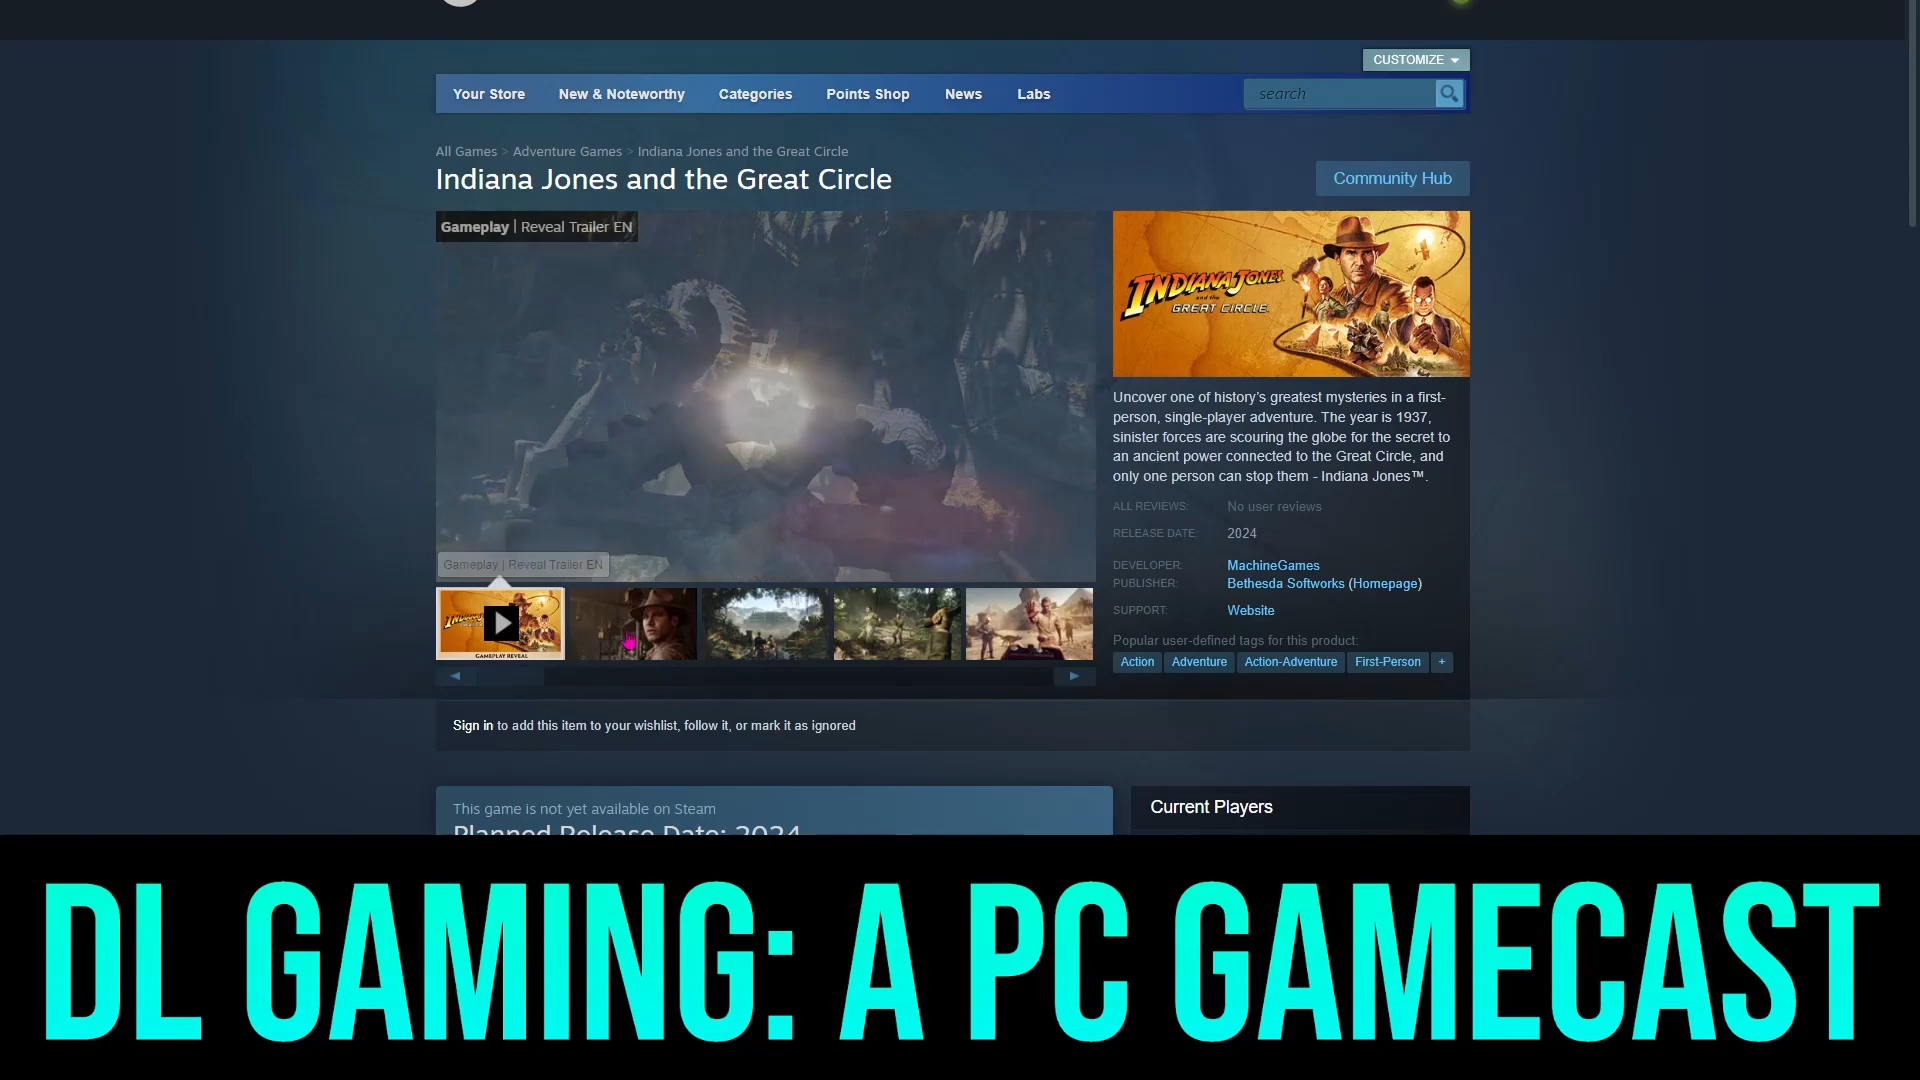 CUSTOMIZE
Your Store New & Noteworthy Categories Points Shop News Labs search
All Games > Adventure Games > Indiana Jones and the Great Circle
Indiana Jones and the Great Circle
Community Hub
Gameplay | Reveal Trailer EN
INDIANA JONES
and the
GREAT CIRCLE
Uncover one of history’s greatest mysteries in a first-
person, single-player adventure. The year is 1937,
sinister forces are scouring the globe for the secret to
an ancient power connected to the Great Circle, and
only one person can stop them - Indiana Jones™.
ALL REVIEWS: No user reviews
RELEASE DATE: 2024
DEVELOPER: MachineGames
PUBLISHER: Bethesda Softworks (Homepage)
SUPPORT: Website
Popular user-defined tags for this product:
Action Adventure Action-Adventure First-Person +
Gameplay | Reveal Trailer EN
GAMEPLAY REVEAL
Sign in to add this item to your wishlist, follow it, or mark it as ignored
This game is not yet available on Steam
Planned Release Date: 2024
Current Players
DL GAMING: A PC GAMECAST